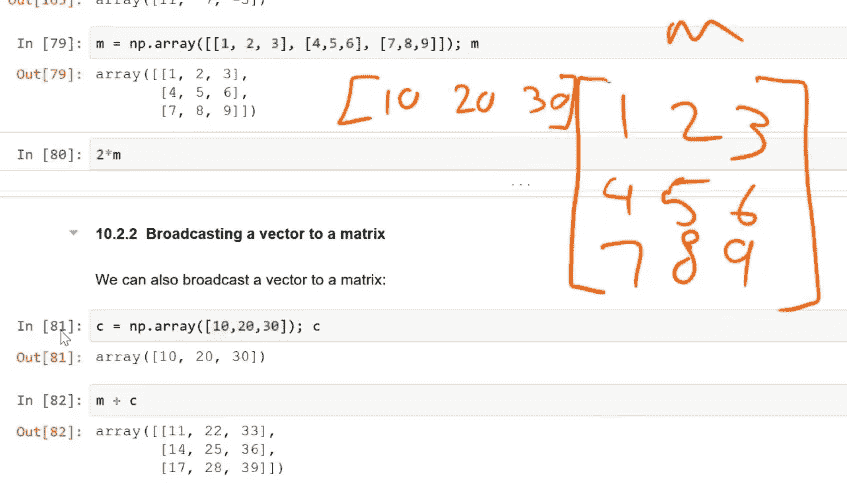 Out[105]: array([11, 7, -3])
In [79]: m = np.array([[1, 2, 3], [4,5,6], [7,8,9]]); m
m
Out[79]: array([[1, 2, 3],
[4, 5, 6],
[7, 8, 9]])
[10 20 30]
[1 2 3
4 5 6
7 8 9]
In [80]: 2*m
...
10.2.2 Broadcasting a vector to a matrix
We can also broadcast a vector to a matrix:
In [81]: c = np.array([10,20,30]); c
Out[81]: array([10, 20, 30])
In [82]: m + c
Out[82]: array([[11, 22, 33],
[14, 25, 36],
[17, 28, 39]])